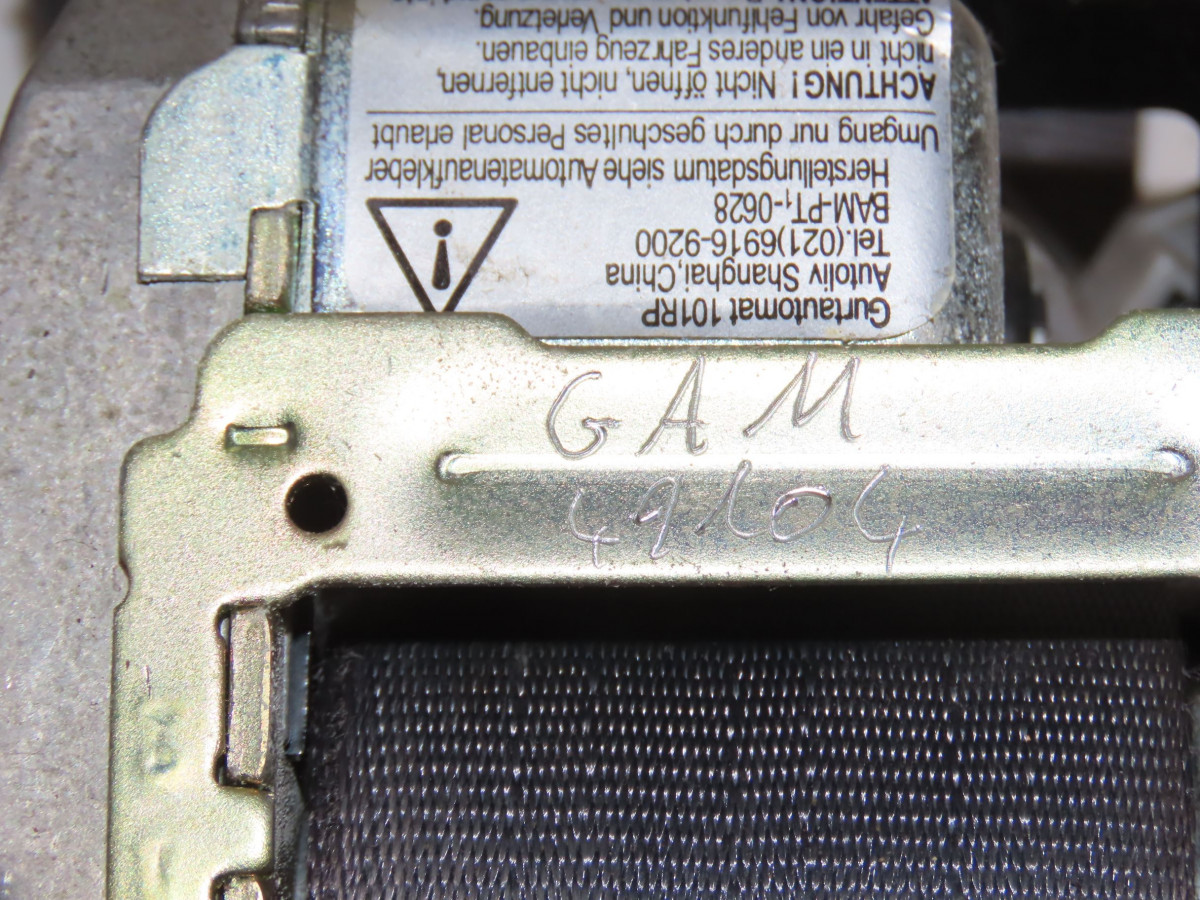 Gurtautomat 101RP
Autoliv Shanghai,China
Tel.(021)6916-9200
BAM-PT₁-0628
Herstellungsdatum siehe Automatenaufkleber
Umgang nur durch geschultes Personal erlaubt
ACHTUNG! Nicht öffnen, nicht entfernen,
nicht in ein anderes Fahrzeug einbauen.
Gefahr von Fehlfunktion und Verletzung.
GAM
49104